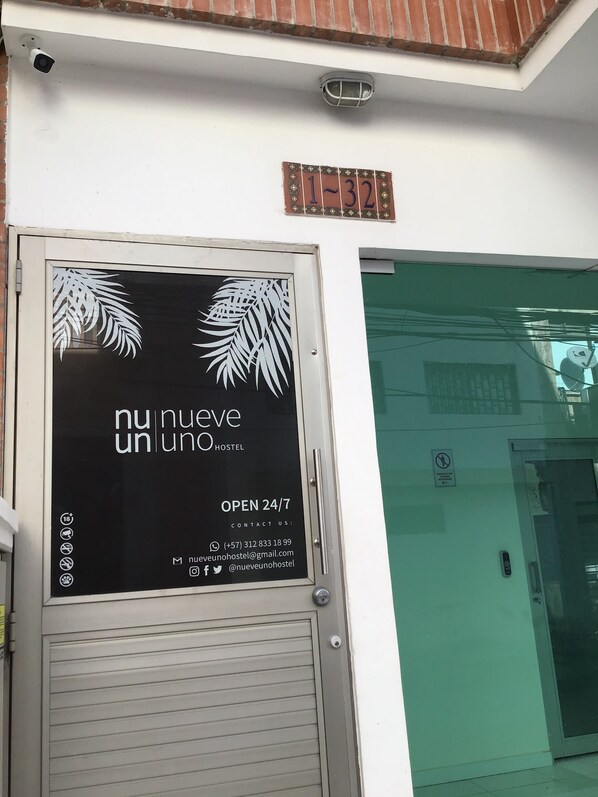 1~32
nu|nueve
un|uno HOSTEL
OPEN 24/7
CONTACT US:
(+57) 312 833 18 99
nueveunohostel@gmail.com
@nueveunohostel
18